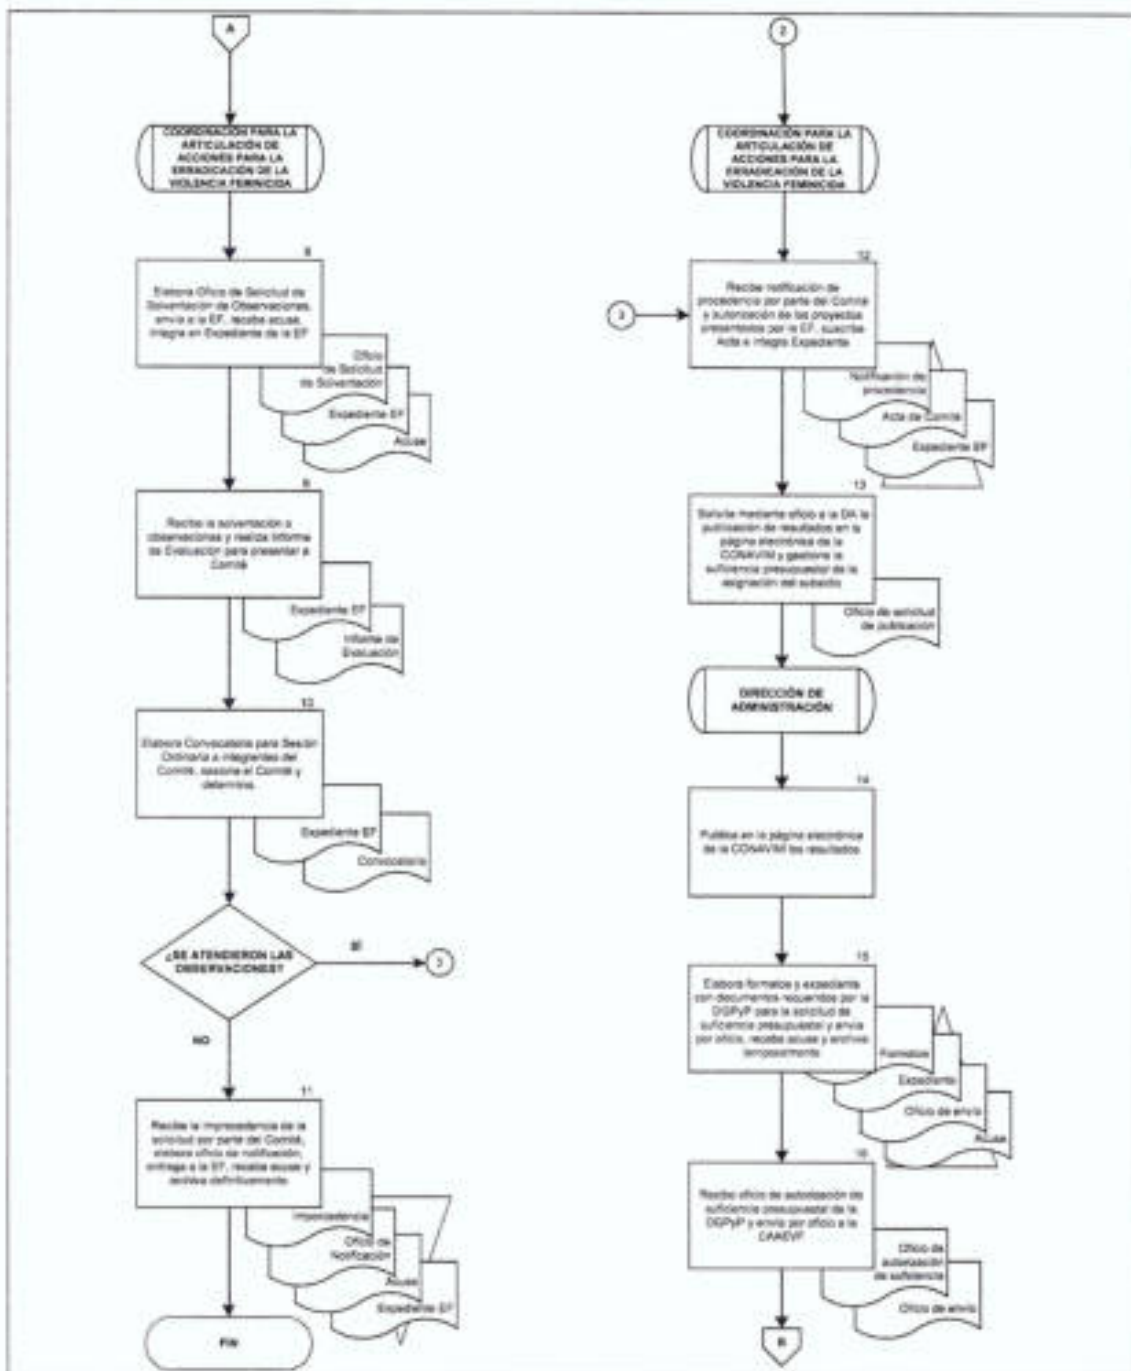 A
COORDINACIÓN PARA LA
ARTICULACIÓN DE
ACCIONES PARA LA
ERRADICACIÓN DE LA
VIOLENCIA FEMINICIDA
8
Elabora Oficio de Solicitud de
Solventación de Observaciones,
envía a la EF, recaba acuse,
integra en Expediente de la EF
Oficio
de Solicitud
de Solventación
Expediente EF
Acuse
9
Recibe la solventación a
observaciones y realiza Informe
de Evaluación para presentar a
Comité
Expediente EF
Informe de
Evaluación
10
Elabora Convocatoria para Sesión
Ordinaria a integrantes del
Comité, sesiona el Comité y
determina.
Expediente EF
Convocatoria
¿SE ATENDIERON LAS
OBSERVACIONES?
SÍ
3
NO
11
Recibe la improcedencia de la
solicitud por parte del Comité,
elabora oficio de notificación,
entrega a la EF, recaba acuse y
archiva definitivamente
Improcedencia
Oficio de
Notificación
Acuse
Expediente EF
FIN
2
COORDINACIÓN PARA LA
ARTICULACIÓN DE
ACCIONES PARA LA
ERRADICACIÓN DE LA
VIOLENCIA FEMINICIDA
12
3
Recibe notificación de
procedencia por parte del Comité
y autorización de los proyectos
presentados por la EF, suscribe
Acta e integra Expediente
Notificación de
procedencia
Acta de Comité
Expediente EF
13
Solicita mediante oficio a la DA la
publicación de resultados en la
página electrónica de la
CONAVIM y gestione la
suficiencia presupuestal de la
asignación del subsidio
Oficio de solicitud
de publicación
DIRECCIÓN DE
ADMINISTRACIÓN
14
Publica en la página electrónica
de la CONAVIM los resultados
15
Elabora formatos y expediente
con documentos requeridos por la
DGPyP para la solicitud de
suficiencia presupuestal y envía
por oficio, recaba acuse y archiva
temporalmente
Formatos
Expediente
Oficio de envío
Acuse
16
Recibe oficio de autorización de
suficiencia presupuestal de la
DGPyP y envía por oficio a la
CAAEVF
Oficio de
autorización
de suficiencia
Oficio de envío
B